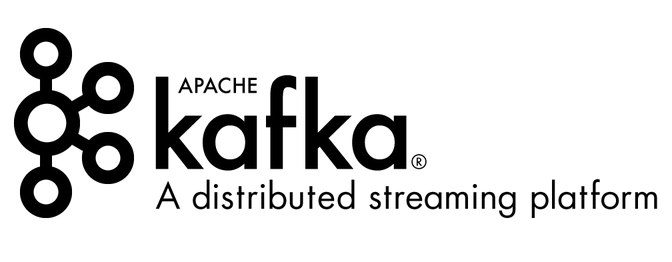 APACHE
kafka®
A distributed streaming platform